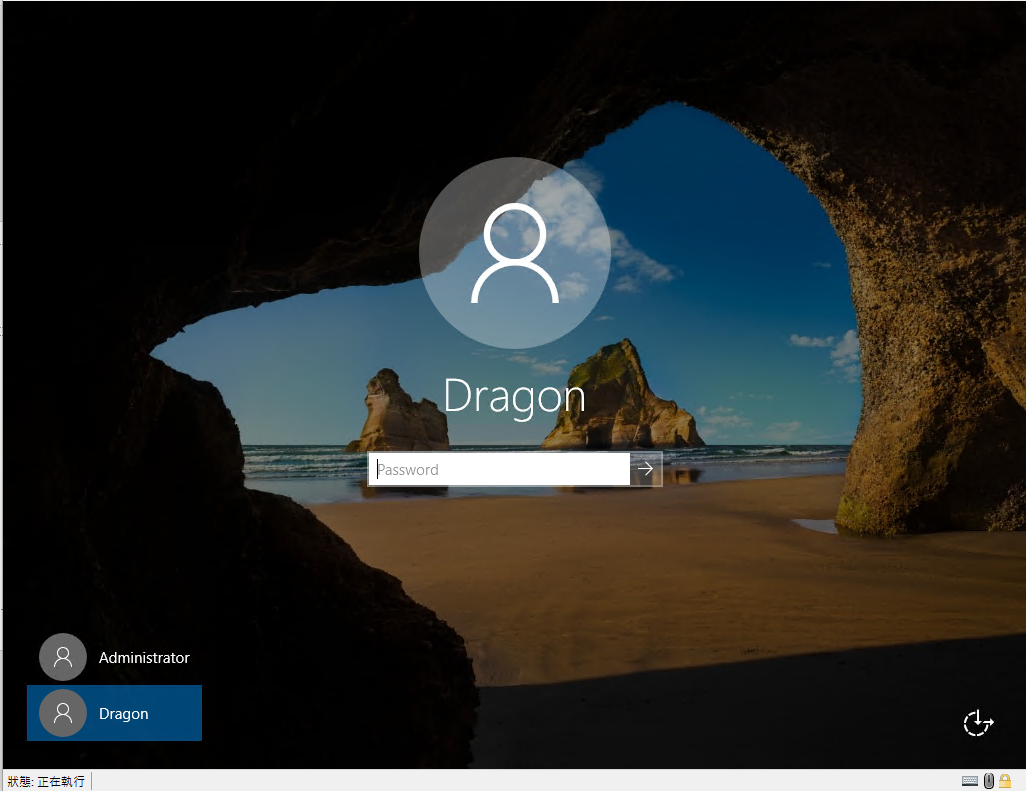 Dragon
Password
Administrator
Dragon
狀態: 正在執行